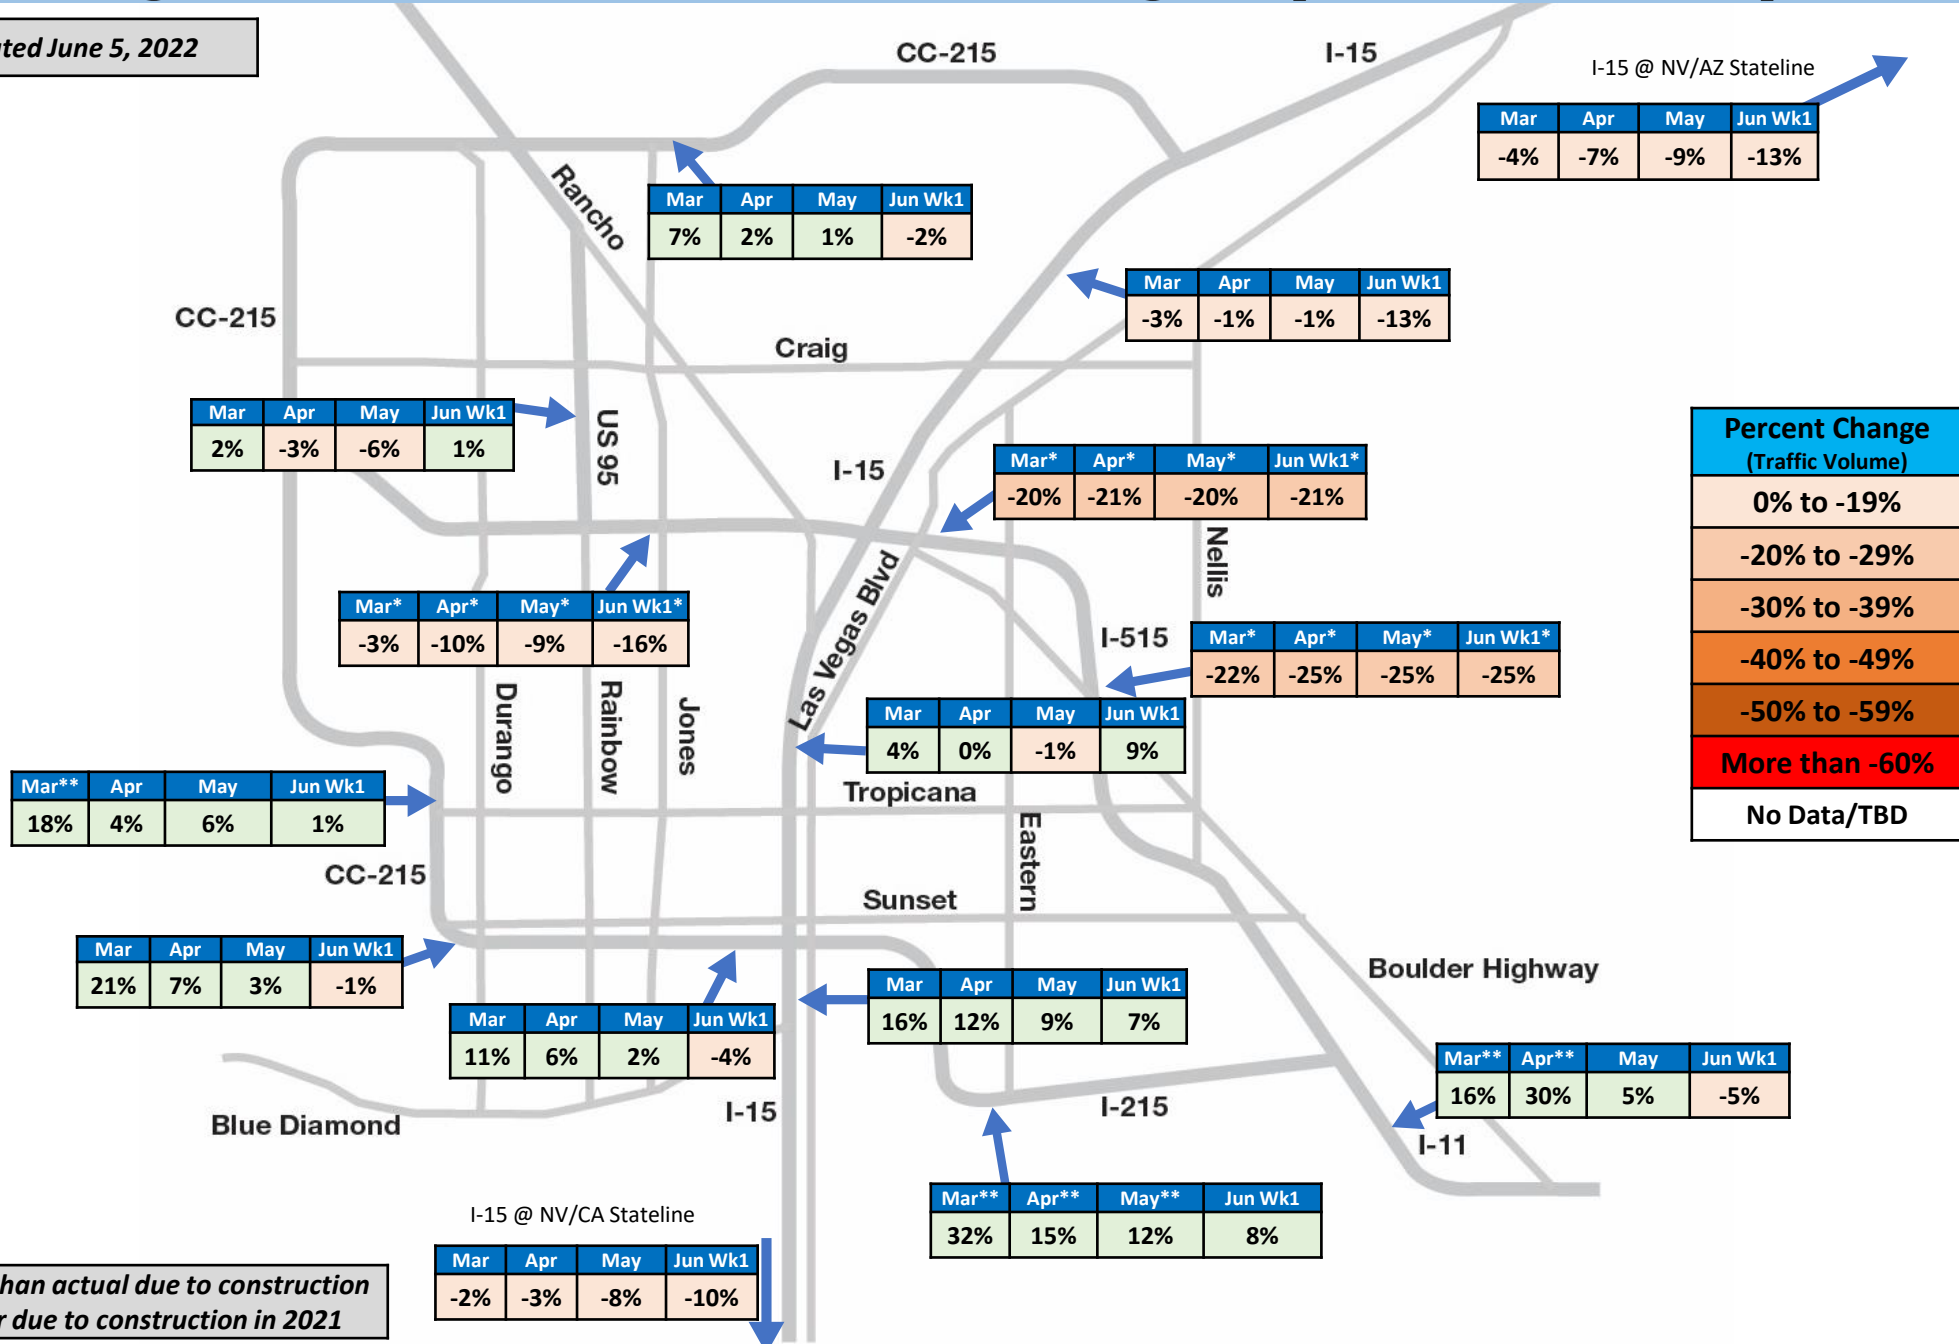 June 5, 2022
CC-215
I-15
I-15 @ NV/AZ Stateline
Mar Apr May Jun Wk1
-4% -7% -9% -13%
Rancho
Mar Apr May Jun Wk1
7% 2% 1% -2%
Mar Apr May Jun Wk1
-3% -1% -1% -13%
CC-215
Craig
Mar Apr May Jun Wk1
2% -3% -6% 1%
US 95
I-15
Mar* Apr* May* Jun Wk1*
-20% -21% -20% -21%
Percent Change
(Traffic Volume)
0% to -19%
-20% to -29%
-30% to -39%
-40% to -49%
-50% to -59%
More than -60%
No Data/TBD
Nellis
Las Vegas Blvd
Mar* Apr* May* Jun Wk1*
-3% -10% -9% -16%
I-515
Mar* Apr* May* Jun Wk1*
-22% -25% -25% -25%
Durango
Rainbow
Jones
Mar Apr May Jun Wk1
4% 0% -1% 9%
Mar** Apr May Jun Wk1
18% 4% 6% 1%
Tropicana
Eastern
CC-215
Sunset
Mar Apr May Jun Wk1
21% 7% 3% -1%
Boulder Highway
Mar Apr May Jun Wk1
16% 12% 9% 7%
Mar Apr May Jun Wk1
11% 6% 2% -4%
Mar** Apr** May Jun Wk1
16% 30% 5% -5%
Blue Diamond
I-15
I-215
I-11
Mar** Apr** May** Jun Wk1
32% 15% 12% 8%
I-15 @ NV/CA Stateline
Mar Apr May Jun Wk1
-2% -3% -8% -10%
than actual due to construction
due to construction in 2021